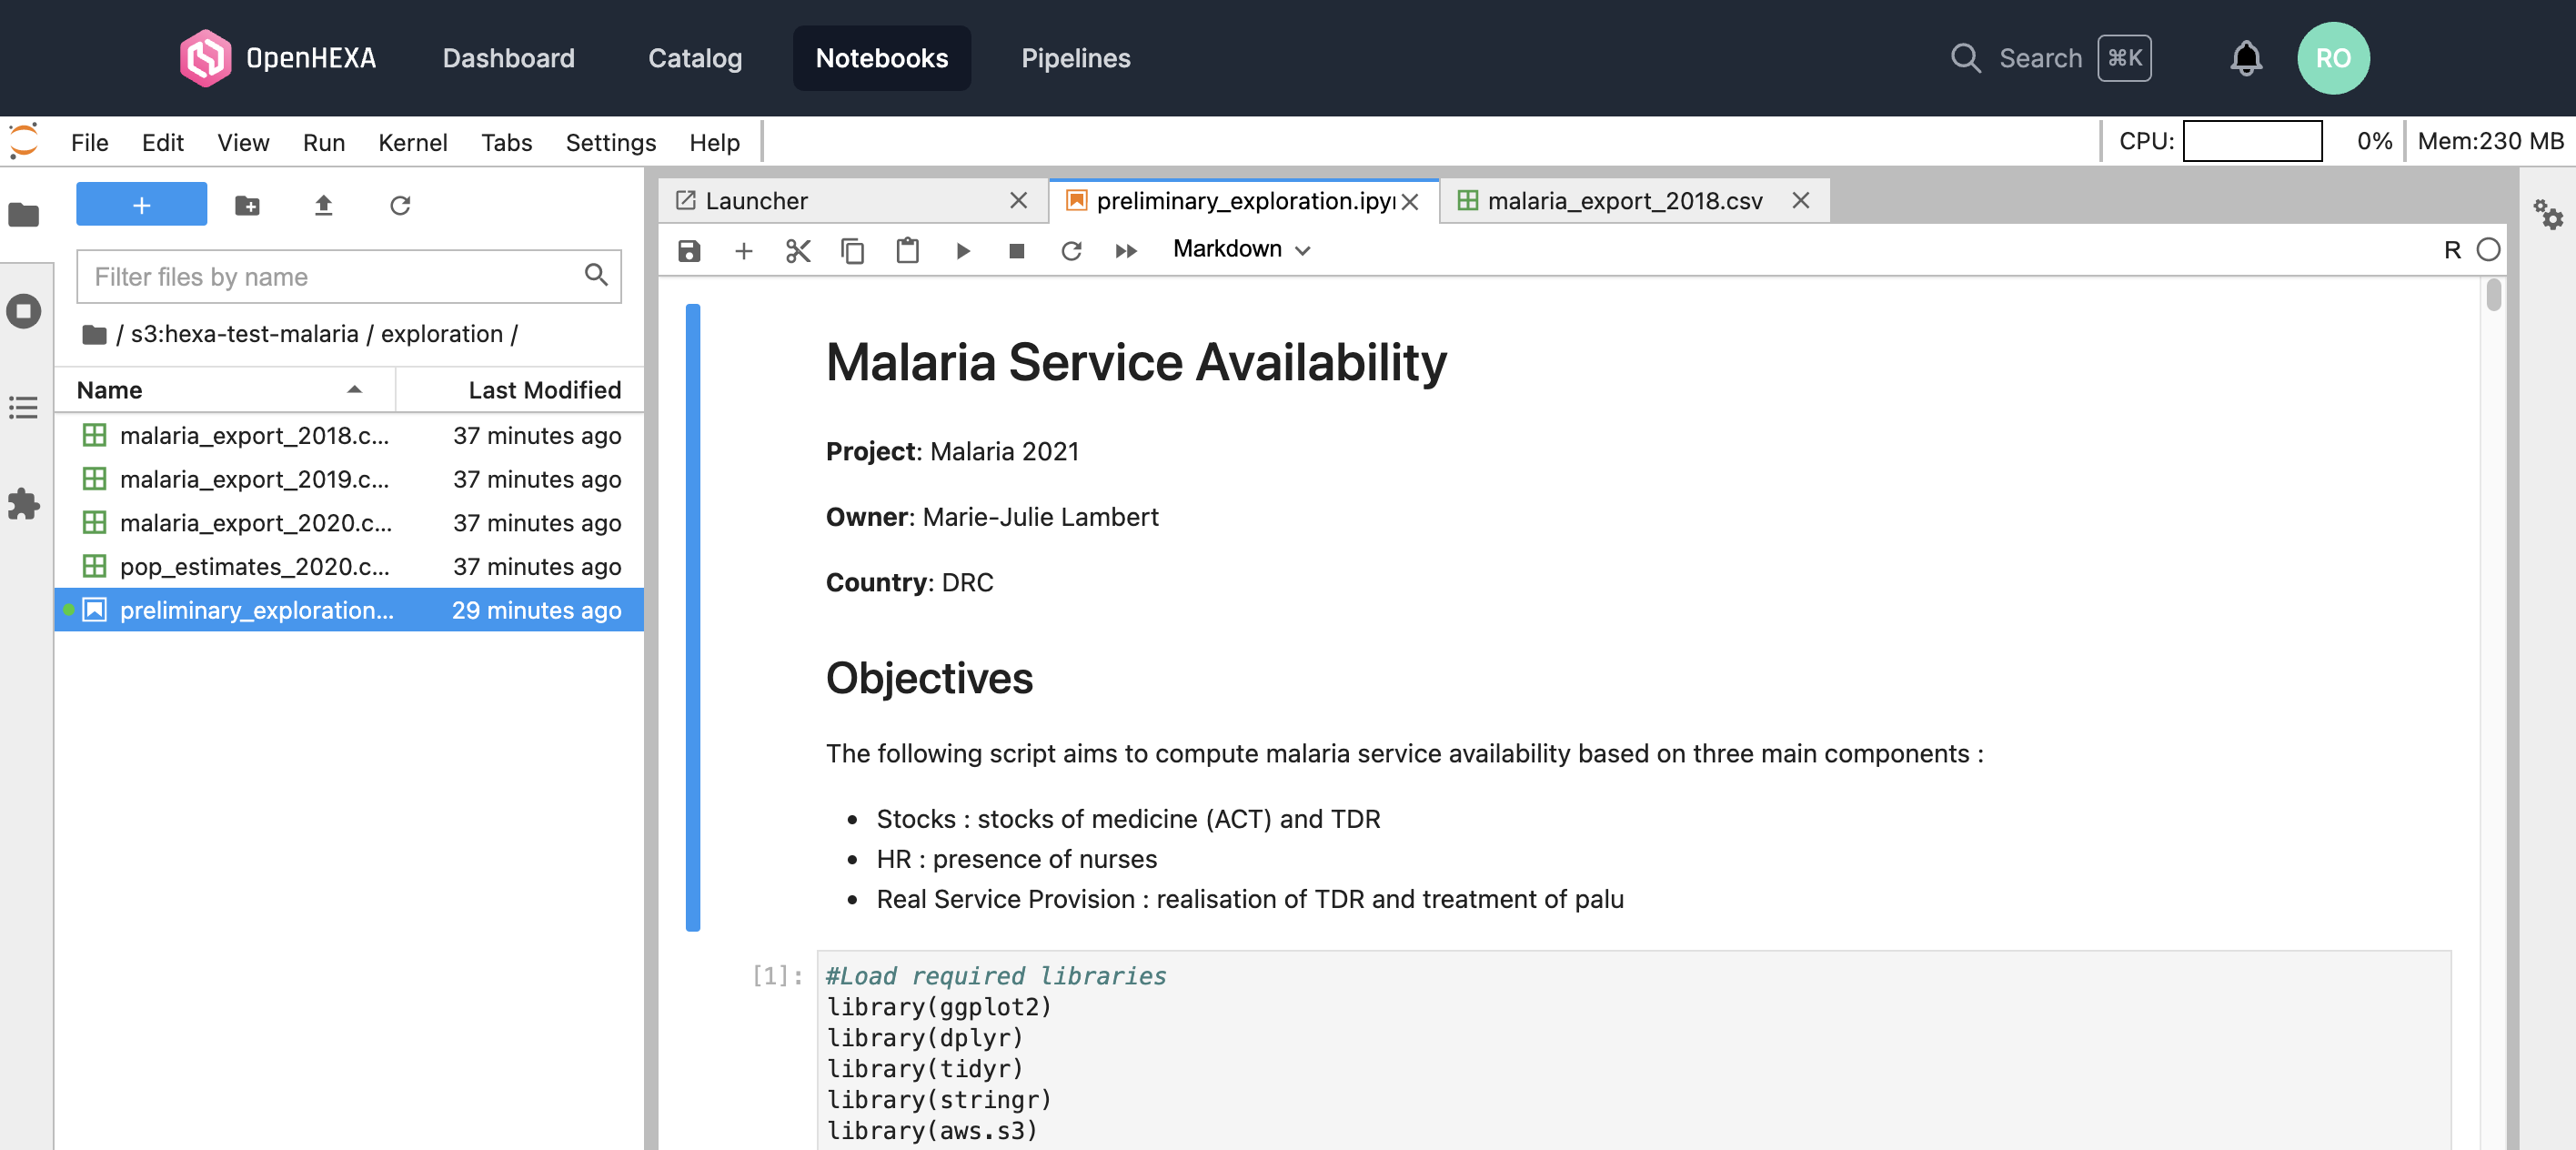 OpenHEXA Dashboard Catalog Notebooks Pipelines Search ⌘K RO
File Edit View Run Kernel Tabs Settings Help CPU: 0% Mem:230 MB
Launcher preliminary_exploration.ipyn malaria_export_2018.csv
Markdown R
Filter files by name
/ s3:hexa-test-malaria / exploration /
Name Last Modified
malaria_export_2018.c... 37 minutes ago
malaria_export_2019.c... 37 minutes ago
malaria_export_2020.c... 37 minutes ago
pop_estimates_2020.c... 37 minutes ago
preliminary_exploration... 29 minutes ago
Malaria Service Availability
Project: Malaria 2021
Owner: Marie-Julie Lambert
Country: DRC
Objectives
The following script aims to compute malaria service availability based on three main components :
• Stocks : stocks of medicine (ACT) and TDR
• HR : presence of nurses
• Real Service Provision : realisation of TDR and treatment of palu
[1]: #Load required libraries
library(ggplot2)
library(dplyr)
library(tidyr)
library(stringr)
library(aws.s3)